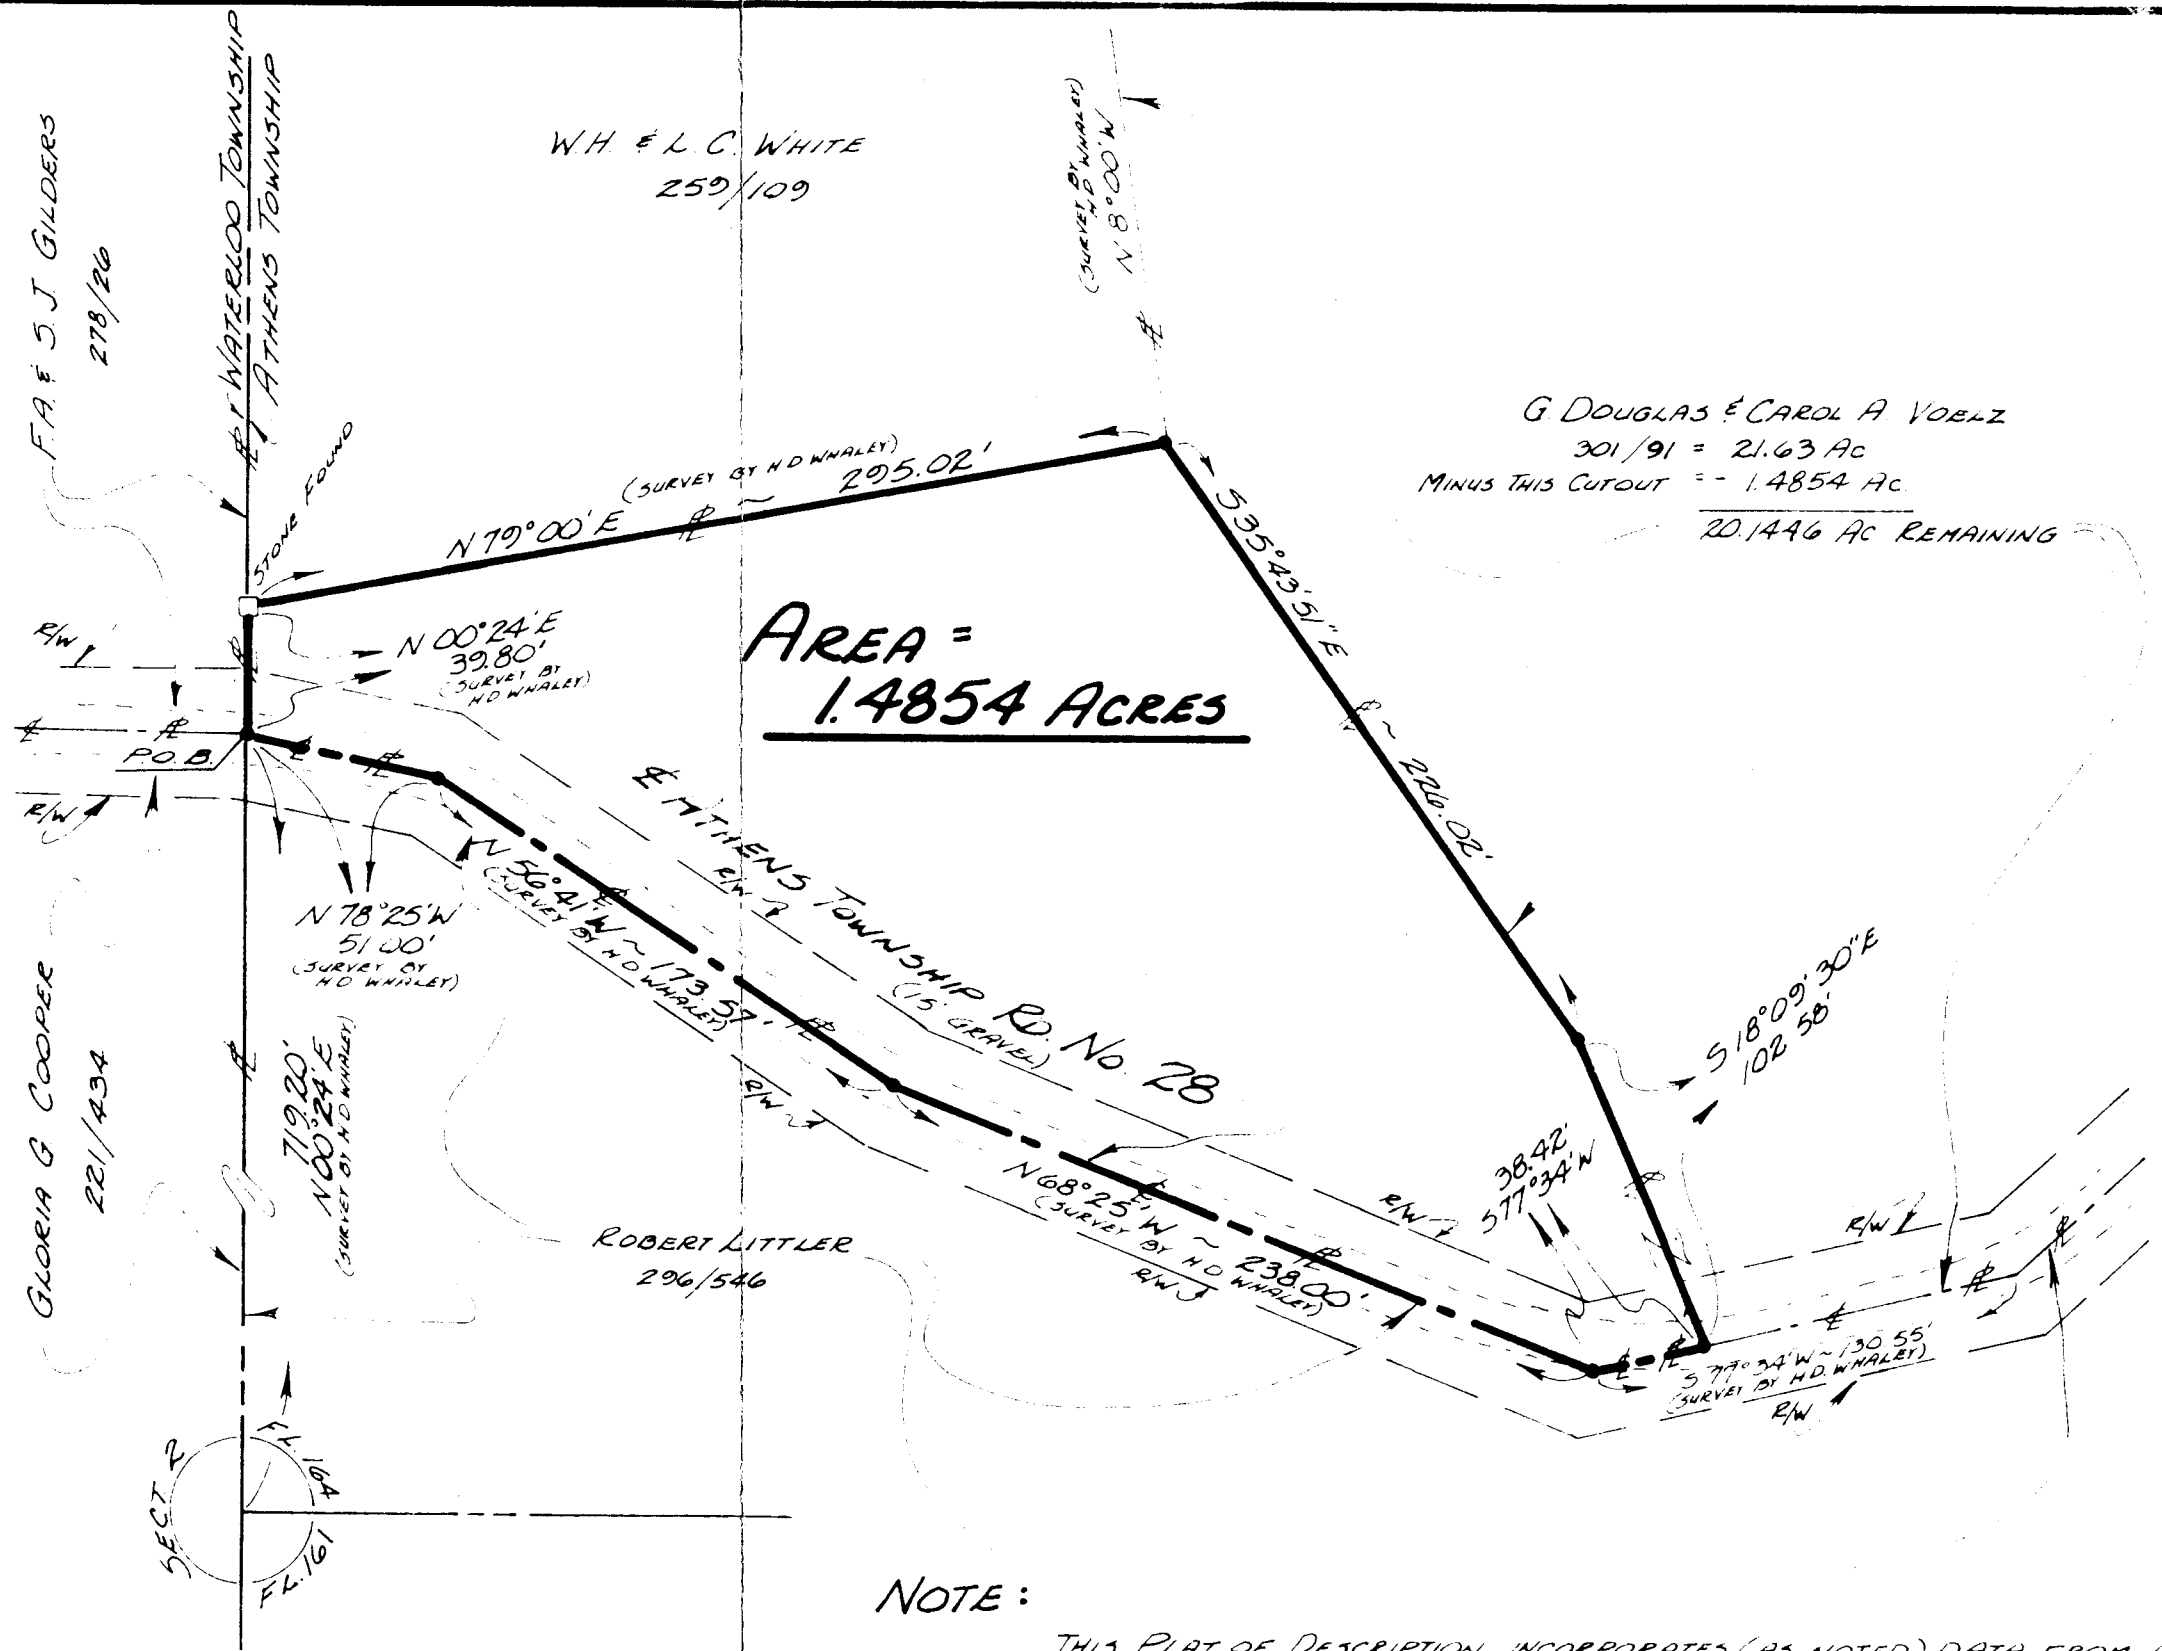 F.A. & S.J. GILDERS
278/26
WATERLOO TOWNSHIP
ATHENS TOWNSHIP
W.H. & L.C. WHITE
259/109
(SURVEY BY
H D WHALEY)
N 8°00' W
G. DOUGLAS & CAROL A. VOELZ
301/91 = 21.63 AC
MINUS THIS CUTOUT = - 1.4854 AC.
20.1446 AC REMAINING
STONE FOUND
(SURVEY BY H D WHALEY)
N 79°00' E ~ 295.02'
S 35°43'51" E ~ 226.02'
R/W
N 00°24' E
39.80'
(SURVEY BY
H D WHALEY)
AREA =
1.4854 ACRES
P.O.B.
R/W
N 78°25' W
51.00'
(SURVEY BY
H D WHALEY)
N 56°41' W ~ 173.57'
(SURVEY BY H D WHALEY)
R/W
ATHENS TOWNSHIP RD. NO. 28
(15' GRAVEL)
R/W
S 18°09'30" E
102.58'
GLORIA G COOPER
221/434
719.20'
N 00°24' E
(SURVEY BY H D WHALEY)
ROBERT LITTLER
296/546
N 68°25' W ~ 238.00'
(SURVEY BY H D WHALEY)
R/W
R/W
38.42'
S 77°34' W
R/W
S 77°34' W ~ 130.55'
(SURVEY BY H.D. WHALEY)
R/W
SECT 2
FL.
16A
FL. 161
NOTE:
THIS PLAT OF DESCRIPTION INCORPORATES (AS NOTED) DATA FROM